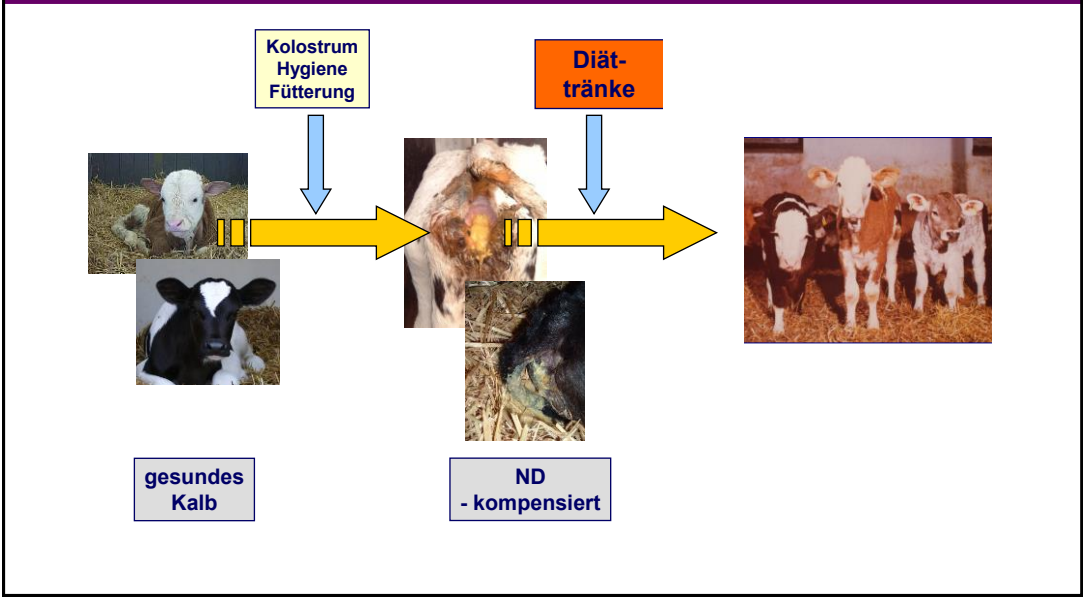 Kolostrum
Hygiene
Fütterung
Diät-
tränke
gesundes
Kalb
ND
- kompensiert